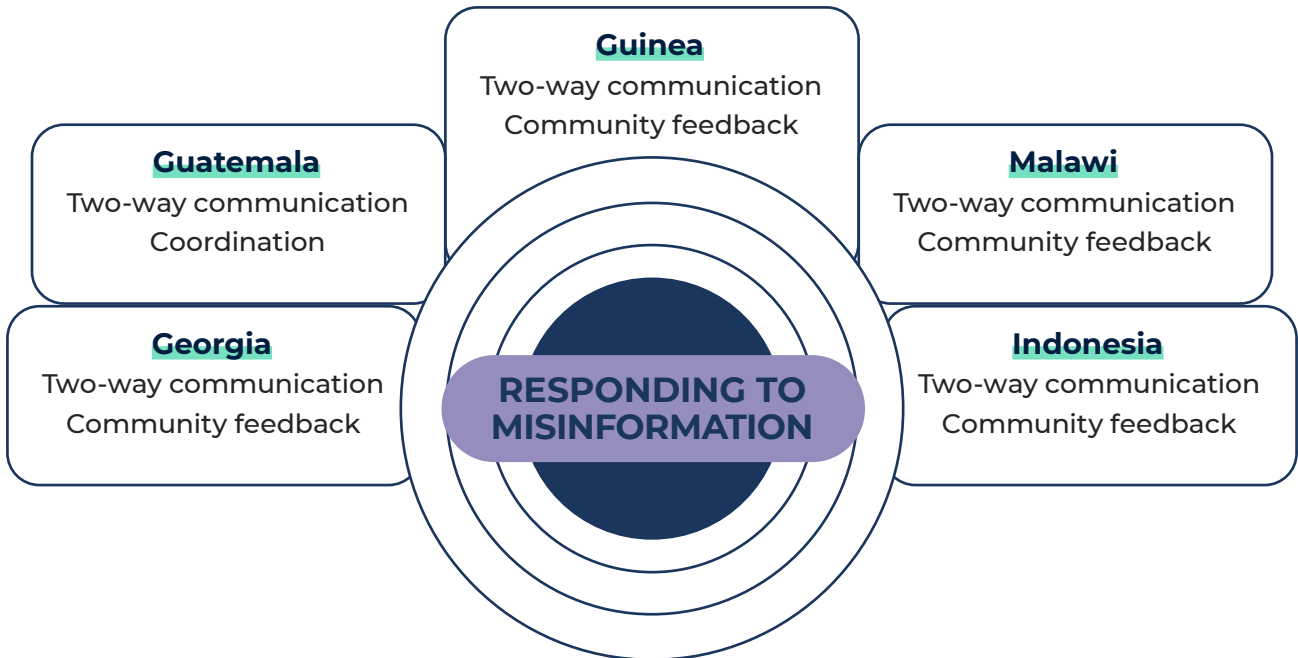 Guinea
Two-way communication
Community feedback
Guatemala
Two-way communication
Coordination
Malawi
Two-way communication
Community feedback
Georgia
Two-way communication
Community feedback
RESPONDING TO
MISINFORMATION
Indonesia
Two-way communication
Community feedback